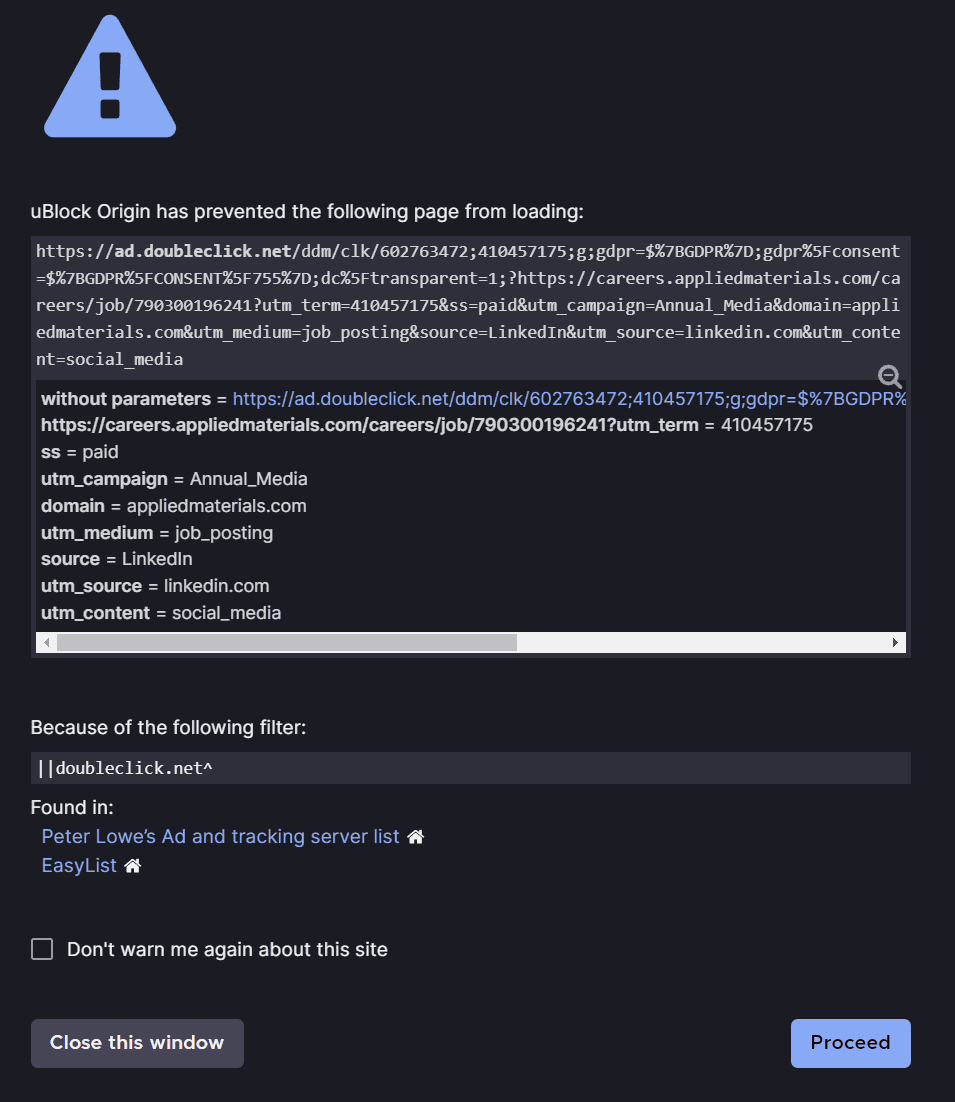 uBlock Origin has prevented the following page from loading:
https://ad.doubleclick.net/ddm/clk/602763472;410457175;g;gdpr=$%7BGDPR%7D;gdpr%5Fconsent
=$%7BGDPR%5FCONSENT%5F755%7D;dc%5Ftransparent=1;?https://careers.appliedmaterials.com/ca
reers/job/790300196241?utm_term=410457175&ss=paid&utm_campaign=Annual_Media&domain=appli
edmaterials.com&utm_medium=job_posting&source=LinkedIn&utm_source=linkedin.com&utm_conte
nt=social_media
without parameters = https://ad.doubleclick.net/ddm/clk/602763472;410457175;g;gdpr=$%7BGDPR%
https://careers.appliedmaterials.com/careers/job/790300196241?utm_term = 410457175
ss = paid
utm_campaign = Annual_Media
domain = appliedmaterials.com
utm_medium = job_posting
source = LinkedIn
utm_source = linkedin.com
utm_content = social_media
Because of the following filter:
||doubleclick.net^
Found in:
Peter Lowe’s Ad and tracking server list
EasyList
Don't warn me again about this site
Close this window
Proceed